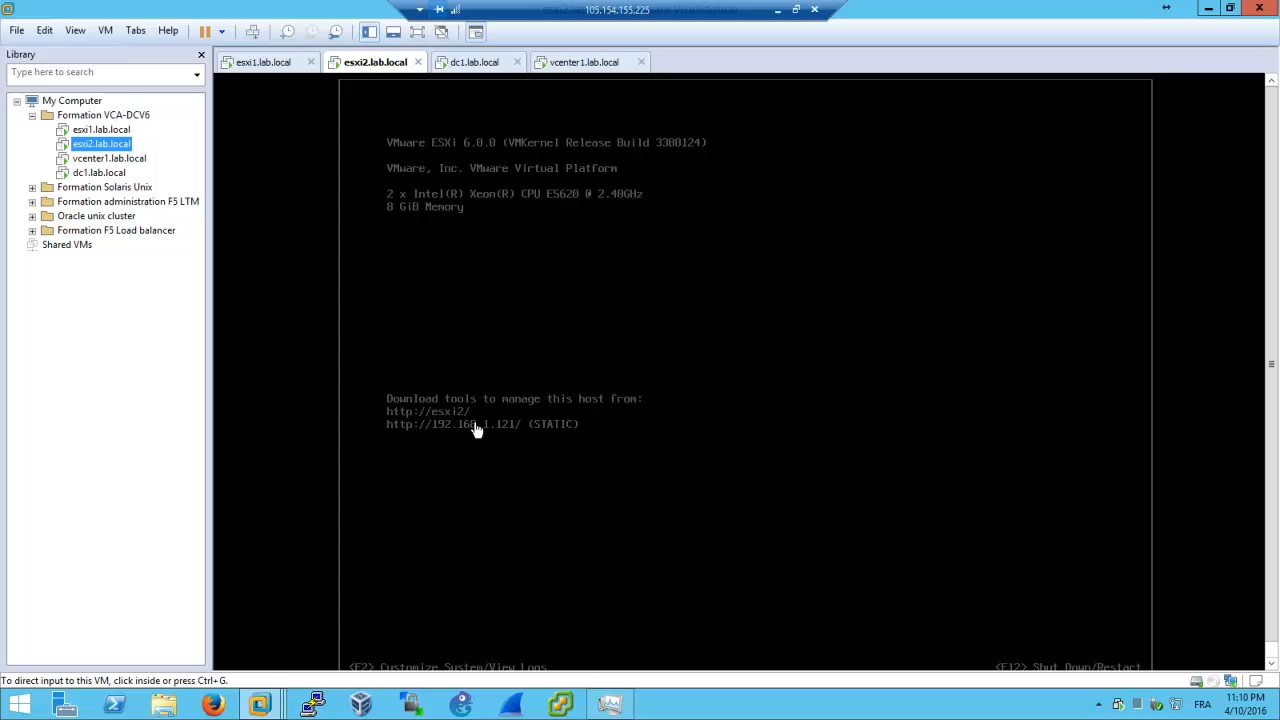 105.154.155.225
File Edit View VM Tabs Help
Library
Type here to search
My Computer
Formation VCA-DCV6
esxi1.lab.local
esxi2.lab.local
vcenter1.lab.local
dc1.lab.local
Formation Solaris Unix
Formation administration F5 LTM
Oracle unix cluster
Formation F5 Load balancer
Shared VMs
esxi1.lab.local esxi2.lab.local dc1.lab.local vcenter1.lab.local
VMware ESXi 6.0.0 (VMKernel Release Build 3380124)
VMware, Inc. VMware Virtual Platform
2 x Intel(R) Xeon(R) CPU E5620 @ 2.40GHz
8 GiB Memory
Download tools to manage this host from:
http://esxi2/
http://192.168.1.121/ (STATIC)
<F2> Customize System/View Logs <F12> Shut Down/Restart
To direct input to this VM, click inside or press Ctrl+G.
FRA
11:10 PM
4/10/2016